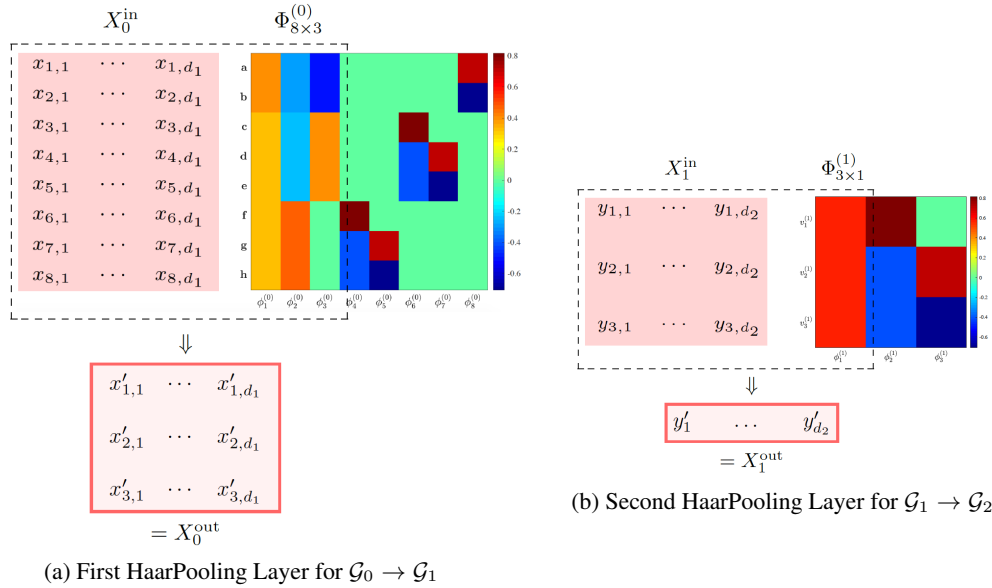 X_0^in Φ_{8×3}^(0)
x_{1,1} ⋯ x_{1,d_1}
x_{2,1} ⋯ x_{2,d_1}
x_{3,1} ⋯ x_{3,d_1}
x_{4,1} ⋯ x_{4,d_1}
x_{5,1} ⋯ x_{5,d_1}
x_{6,1} ⋯ x_{6,d_1}
x_{7,1} ⋯ x_{7,d_1}
x_{8,1} ⋯ x_{8,d_1}
a
b
c
d
e
f
g
h
0.8
0.6
0.4
0.2
0
-0.2
-0.4
-0.6
ϕ_1^(0) ϕ_2^(0) ϕ_3^(0) ϕ_4^(0) ϕ_5^(0) ϕ_6^(0) ϕ_7^(0) ϕ_8^(0)
⇓
x′_{1,1} ⋯ x′_{1,d_1}
x′_{2,1} ⋯ x′_{2,d_1}
x′_{3,1} ⋯ x′_{3,d_1}
= X_0^out
(a) First HaarPooling Layer for 𝒢_0 → 𝒢_1
X_1^in Φ_{3×1}^(1)
y_{1,1} ⋯ y_{1,d_2}
y_{2,1} ⋯ y_{2,d_2}
y_{3,1} ⋯ y_{3,d_2}
v_1^(1)
v_2^(1)
v_3^(1)
0.8
0.6
0.4
0.2
0
-0.2
-0.4
-0.6
ϕ_1^(1) ϕ_2^(1) ϕ_3^(1)
⇓
y′_1 … y′_{d_2}
= X_1^out
(b) Second HaarPooling Layer for 𝒢_1 → 𝒢_2